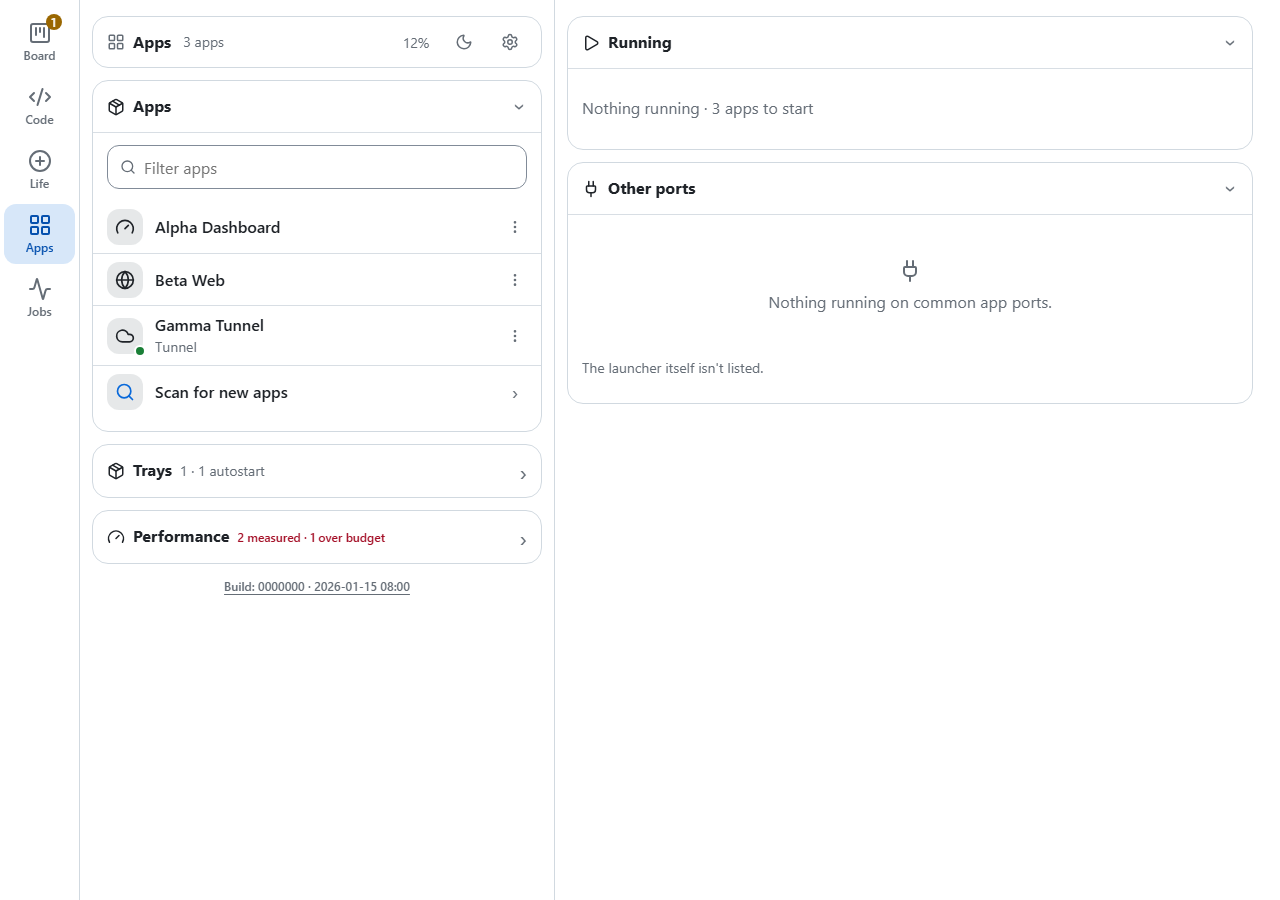 1
Board
Code
Life
Apps
Jobs
Apps 3 apps 12%
Apps
Filter apps
Alpha Dashboard
Beta Web
Gamma Tunnel
Tunnel
Scan for new apps
Trays 1 · 1 autostart
Performance 2 measured · 1 over budget
Build: 0000000 · 2026-01-15 08:00
Running
Nothing running · 3 apps to start
Other ports
Nothing running on common app ports.
The launcher itself isn't listed.